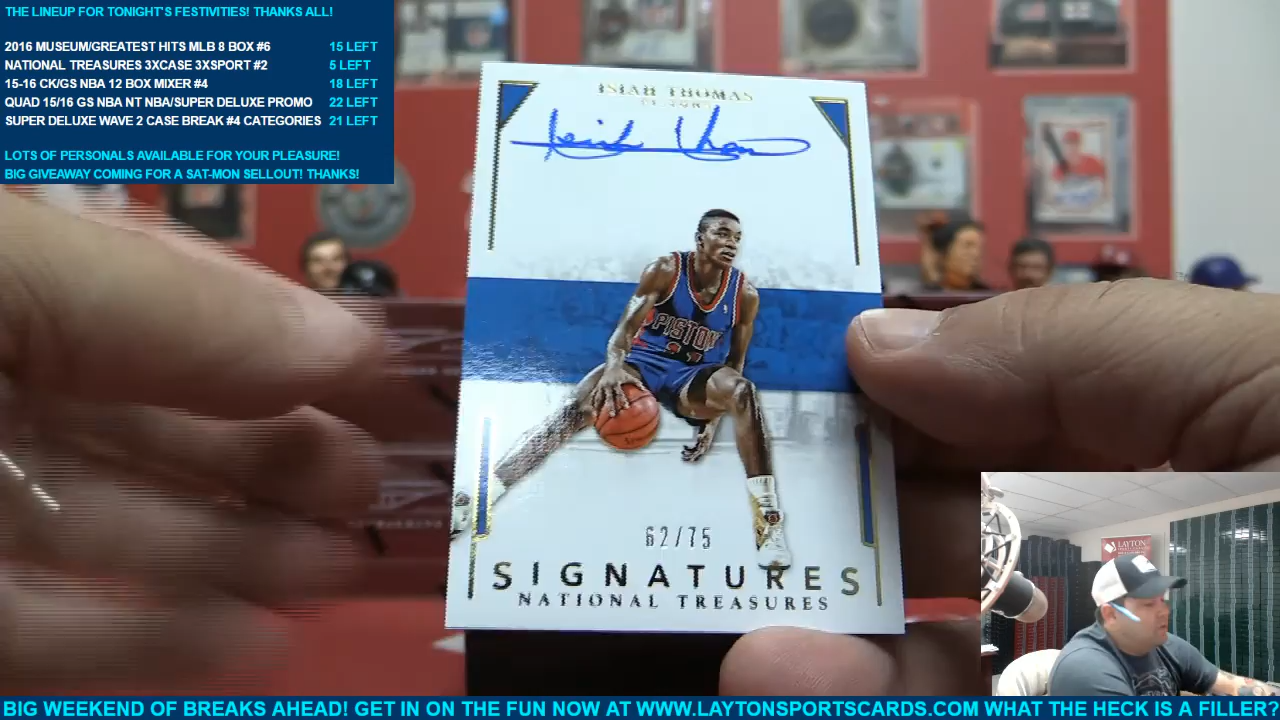 THE LINEUP FOR TONIGHT'S FESTIVITIES! THANKS ALL!
2016 MUSEUM/GREATEST HITS MLB 8 BOX #6 15 LEFT
NATIONAL TREASURES 3XCASE 3XSPORT #2 5 LEFT
15-16 CK/GS NBA 12 BOX MIXER #4 18 LEFT
QUAD 15/16 GS NBA NT NBA/SUPER DELUXE PROMO 22 LEFT
SUPER DELUXE WAVE 2 CASE BREAK #4 CATEGORIES 21 LEFT
LOTS OF PERSONALS AVAILABLE FOR YOUR PLEASURE!
BIG GIVEAWAY COMING FOR A SAT-MON SELLOUT! THANKS!
ISIAH THOMAS
Isiah Thomas
PISTONS
11
62/75
SIGNATURES
NATIONAL TREASURES
LAYTON
BIG WEEKEND OF BREAKS AHEAD! GET IN ON THE FUN NOW AT WWW.LAYTONSPORTSCARDS.COM WHAT THE HECK IS A FILLER?